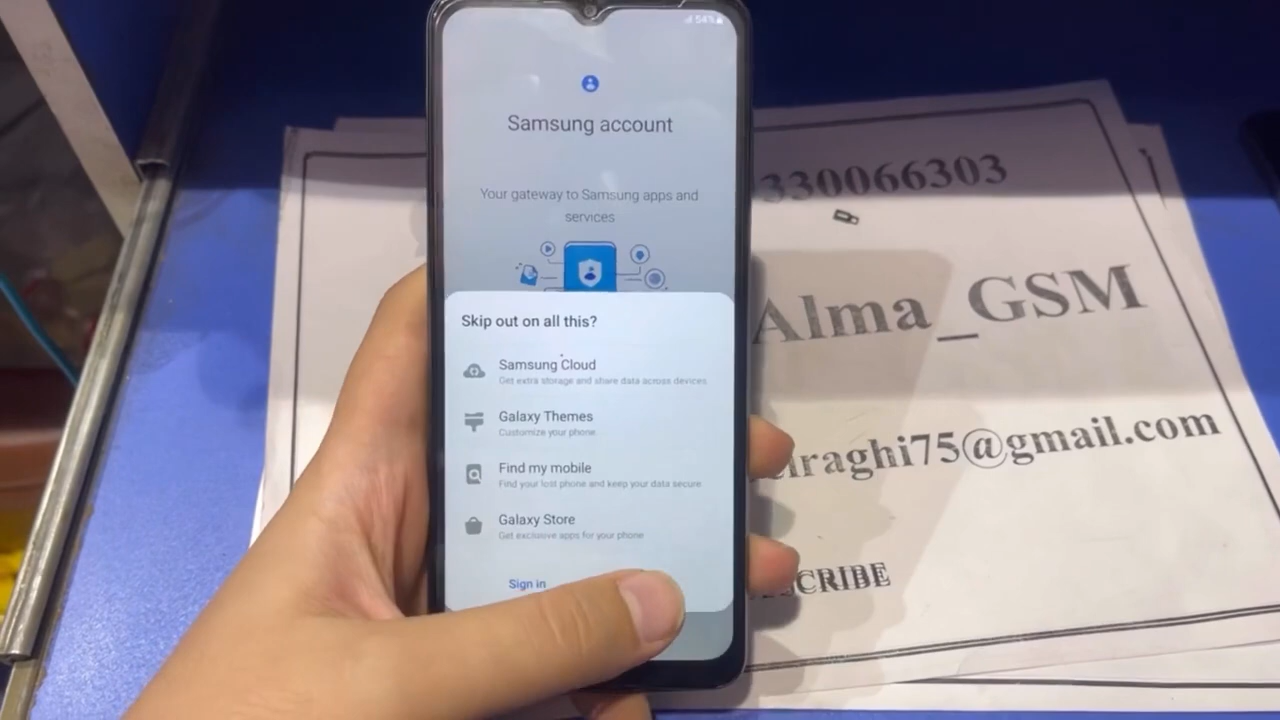 54%
Samsung account
Your gateway to Samsung apps and
services
Skip out on all this?
Samsung Cloud
Get extra storage and share data across devices.
Galaxy Themes
Customize your phone.
Find my mobile
Find your lost phone and keep your data secure.
Galaxy Store
Get exclusive apps for your phone.
Sign in
330066303
Alma_GSM
iraghi75@gmail.com
SCRIBE